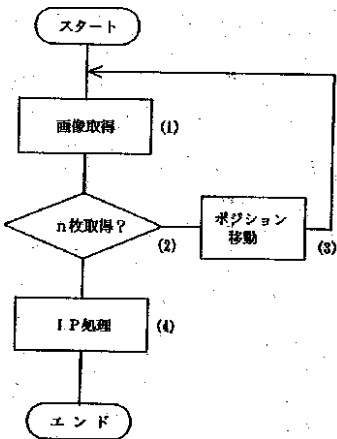 スタート
画像取得 (1)
n枚取得? (2)
ポジション
移動 (3)
I.P処理 (4)
エンド